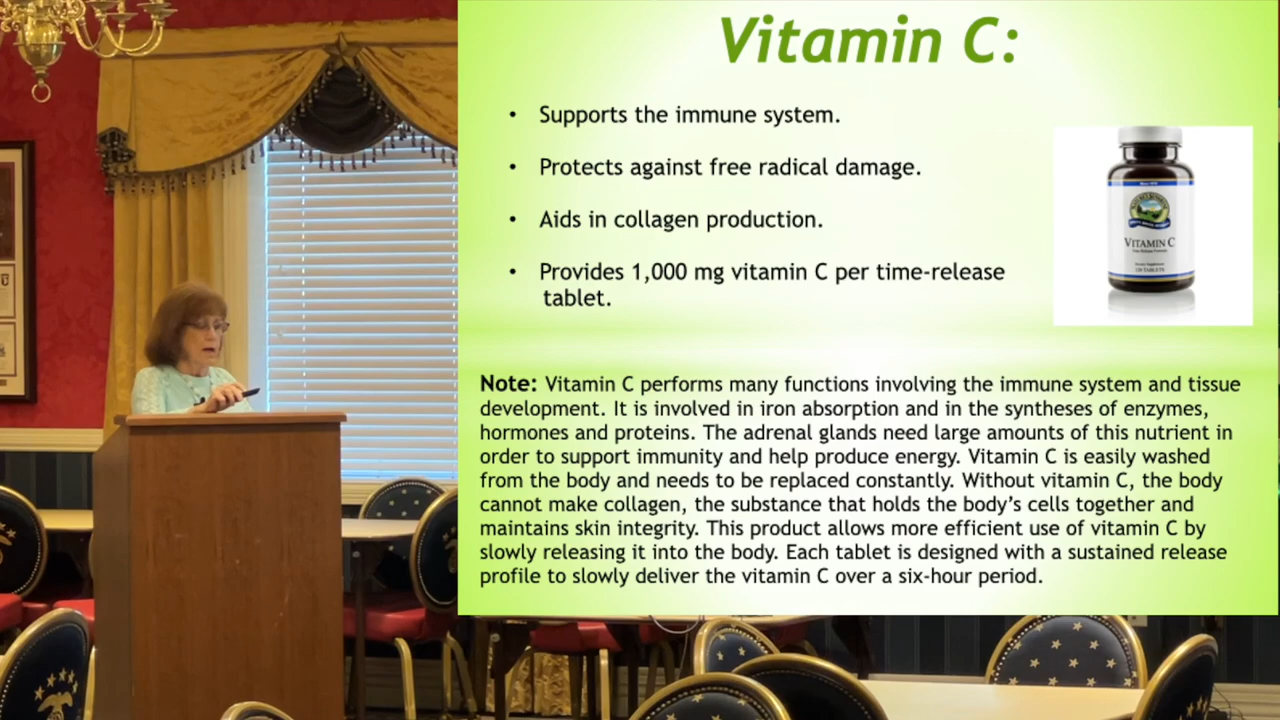 Vitamin C:
• Supports the immune system.
• Protects against free radical damage.
• Aids in collagen production.
• Provides 1,000 mg vitamin C per time-release
tablet.
VITAMIN C
120 TABLETS
Note: Vitamin C performs many functions involving the immune system and tissue
development. It is involved in iron absorption and in the syntheses of enzymes,
hormones and proteins. The adrenal glands need large amounts of this nutrient in
order to support immunity and help produce energy. Vitamin C is easily washed
from the body and needs to be replaced constantly. Without vitamin C, the body
cannot make collagen, the substance that holds the body’s cells together and
maintains skin integrity. This product allows more efficient use of vitamin C by
slowly releasing it into the body. Each tablet is designed with a sustained release
profile to slowly deliver the vitamin C over a six-hour period.